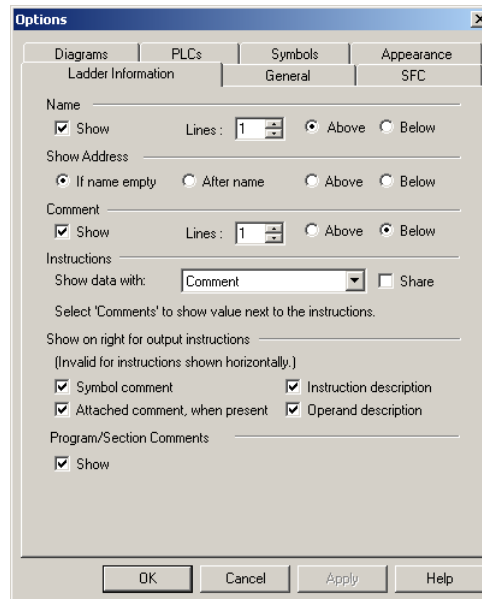 Options
Diagrams PLCs Symbols Appearance
Ladder Information General SFC
Name
Show Lines : 1 Above Below
Show Address
If name empty After name Above Below
Comment
Show Lines : 1 Above Below
Instructions
Show data with: Comment Share
Select 'Comments' to show value next to the instructions.
Show on right for output instructions
(Invalid for instructions shown horizontally.)
Symbol comment Instruction description
Attached comment, when present Operand description
Program/Section Comments
Show
OK Cancel Apply Help